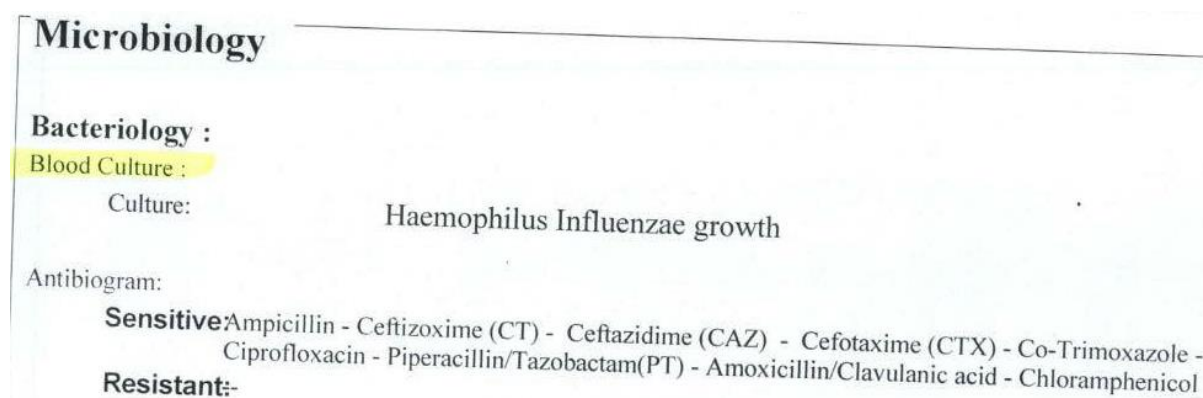 Microbiology
Bacteriology :
Blood Culture :
Culture: Haemophilus Influenzae growth
Antibiogram:
Sensitive: Ampicillin - Ceftizoxime (CT) - Ceftazidime (CAZ) - Cefotaxime (CTX) - Co-Trimoxazole -
Ciprofloxacin - Piperacillin/Tazobactam(PT) - Amoxicillin/Clavulanic acid - Chloramphenicol
Resistant:-